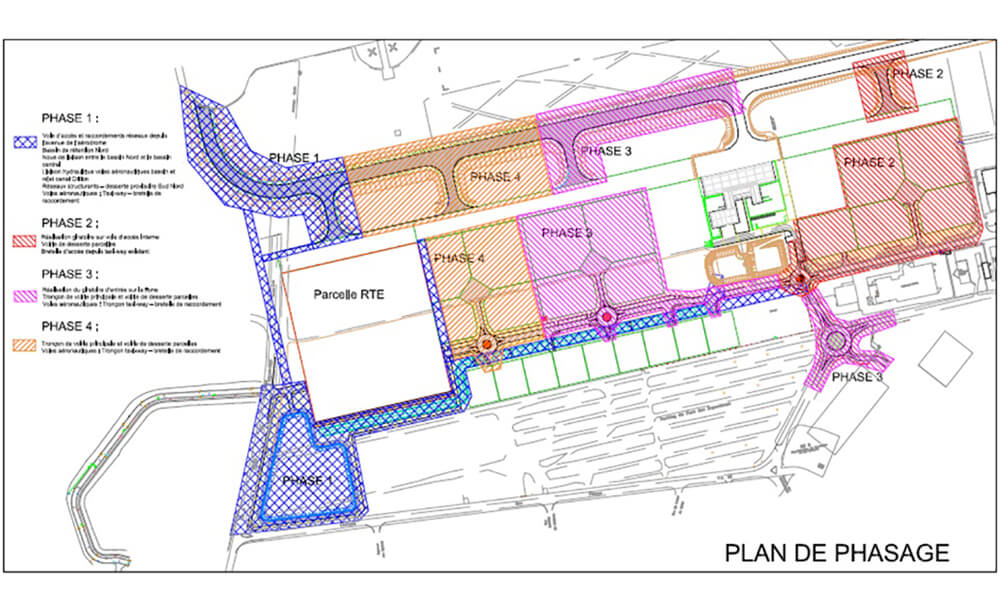 PHASE 1 :
Voie d'accès et raccordements réseaux depuis
l'avenue de l'aérodrome
Bassin de rétention Nord
Noue de liaison entre le bassin Nord et le bassin
central
Liaison hydraulique voies aéronautiques bassin et
rejet canal
Réseaux structurants – desserte provisoire Sud Nord
Voies aéronautiques : Taxiway – bretelle de
raccordement
PHASE 2 :
Réalisation giratoire sur voie d'accès interne
Voirie de desserte parcelles
Bretelle d'accès depuis taxiway existant
PHASE 3 :
Réalisation du giratoire d'entrée sur la zone
Tronçon de voirie principale et voirie de desserte parcelles
Voies aéronautiques : Tronçon taxiway – bretelle de raccordement
PHASE 4 :
Tronçon de voirie principale et voirie de desserte parcelles
Voies aéronautiques : Tronçon taxiway – bretelle de raccordement
PHASE 1
PHASE 4
PHASE 3
PHASE 2
PHASE 2
PHASE 4
PHASE 3
Parcelle RTE
PHASE 3
PHASE 1
PLAN DE PHASAGE